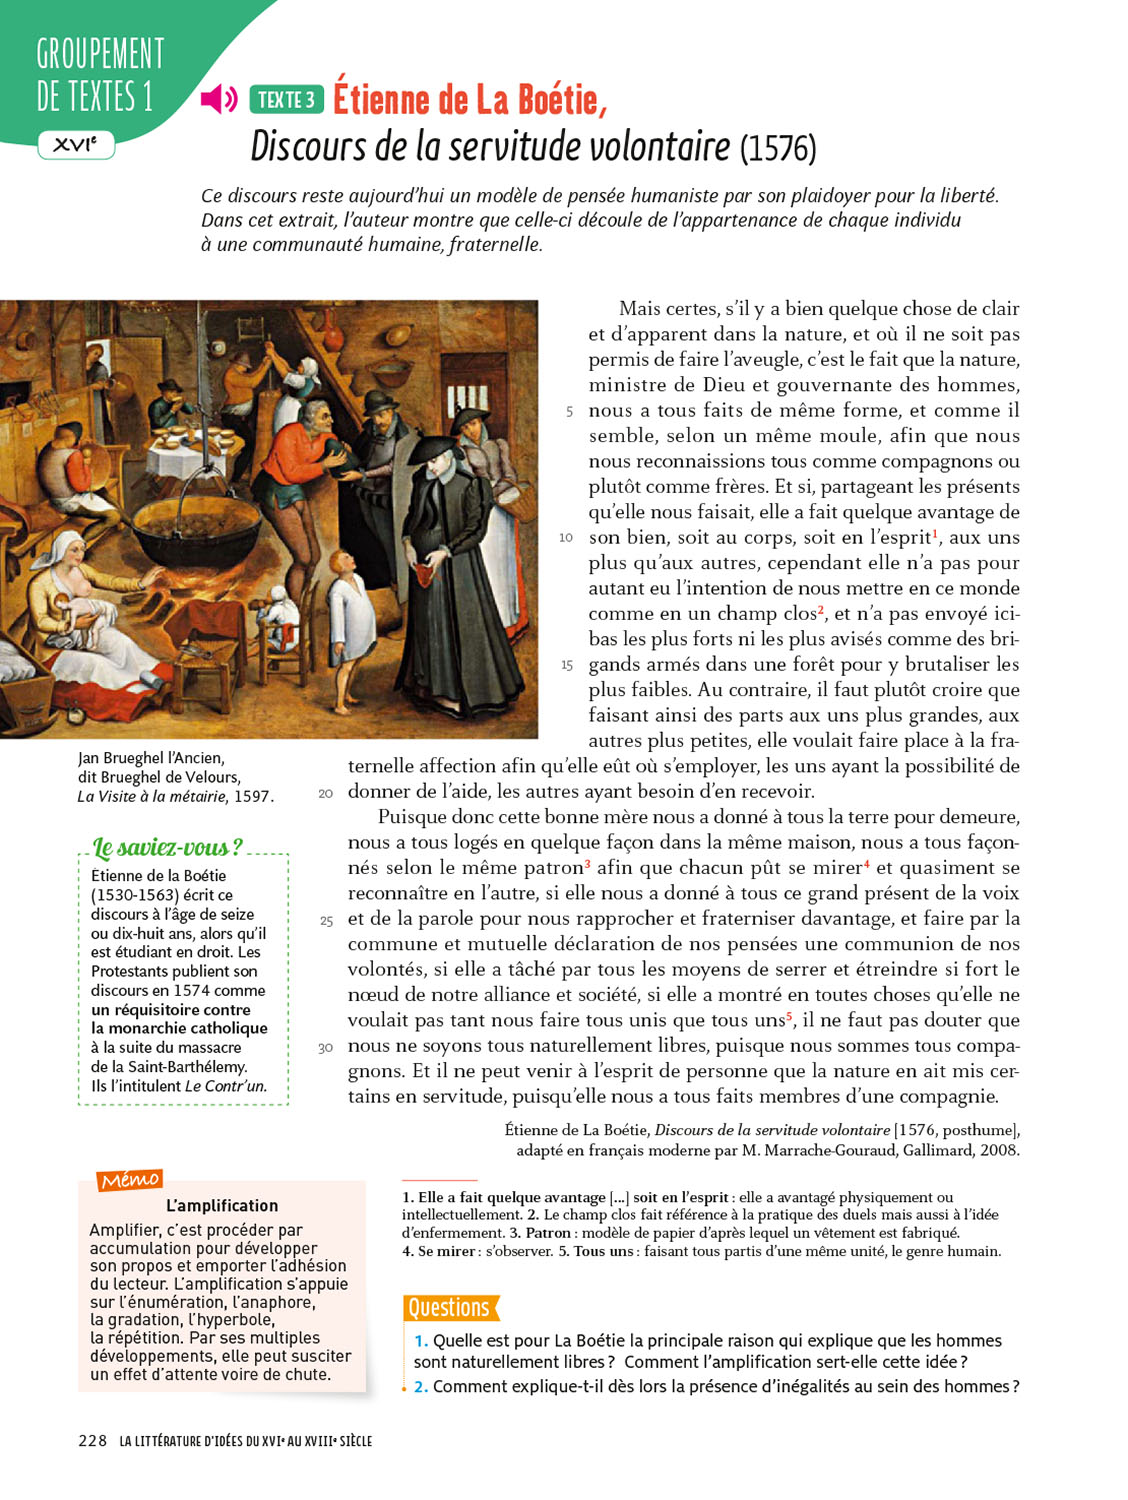 GROUPEMENT
DE TEXTES 1
XVIe
TEXTE 3 Étienne de La Boétie,
Discours de la servitude volontaire (1576)
Ce discours reste aujourd’hui un modèle de pensée humaniste par son plaidoyer pour la liberté.
Dans cet extrait, l’auteur montre que celle-ci découle de l’appartenance de chaque individu
à une communauté humaine, fraternelle.
Mais certes, s’il y a bien quelque chose de clair
et d’apparent dans la nature, et où il ne soit pas
permis de faire l’aveugle, c’est le fait que la nature,
ministre de Dieu et gouvernante des hommes,
5 nous a tous faits de même forme, et comme il
semble, selon un même moule, afin que nous
nous reconnaissions tous comme compagnons ou
plutôt comme frères. Et si, partageant les présents
qu’elle nous faisait, elle a fait quelque avantage de
10 son bien, soit au corps, soit en l’esprit1, aux uns
plus qu’aux autres, cependant elle n’a pas pour
autant eu l’intention de nous mettre en ce monde
comme en un champ clos2, et n’a pas envoyé ici-
bas les plus forts ni les plus avisés comme des bri-
15 gands armés dans une forêt pour y brutaliser les
plus faibles. Au contraire, il faut plutôt croire que
faisant ainsi des parts aux uns plus grandes, aux
autres plus petites, elle voulait faire place à la fra-
ternelle affection afin qu’elle eût où s’employer, les uns ayant la possibilité de
20 donner de l’aide, les autres ayant besoin d’en recevoir.
Puisque donc cette bonne mère nous a donné à tous la terre pour demeure,
nous a tous logés en quelque façon dans la même maison, nous a tous façon-
nés selon le même patron3 afin que chacun pût se mirer4 et quasiment se
reconnaître en l’autre, si elle nous a donné à tous ce grand présent de la voix
25 et de la parole pour nous rapprocher et fraterniser davantage, et faire par la
commune et mutuelle déclaration de nos pensées une communion de nos
volontés, si elle a tâché par tous les moyens de serrer et étreindre si fort le
nœud de notre alliance et société, si elle a montré en toutes choses qu’elle ne
voulait pas tant nous faire tous unis que tous uns5, il ne faut pas douter que
30 nous ne soyons tous naturellement libres, puisque nous sommes tous compa-
gnons. Et il ne peut venir à l’esprit de personne que la nature en ait mis cer-
tains en servitude, puisqu’elle nous a tous faits membres d’une compagnie.
Étienne de La Boétie, Discours de la servitude volontaire [1576, posthume],
adapté en français moderne par M. Marrache-Gouraud, Gallimard, 2008.
Jan Brueghel l’Ancien,
dit Brueghel de Velours,
La Visite à la métairie, 1597.
Le saviez-vous ?
Étienne de la Boétie
(1530-1563) écrit ce
discours à l’âge de seize
ou dix-huit ans, alors qu’il
est étudiant en droit. Les
Protestants publient son
discours en 1574 comme
un réquisitoire contre
la monarchie catholique
à la suite du massacre
de la Saint-Barthélemy.
Ils l’intitulent Le Contr’un.
Mémo
L’amplification
Amplifier, c’est procéder par
accumulation pour développer
son propos et emporter l’adhésion
du lecteur. L’amplification s’appuie
sur l’énumération, l’anaphore,
la gradation, l’hyperbole,
la répétition. Par ses multiples
développements, elle peut susciter
un effet d’attente voire de chute.
1. Elle a fait quelque avantage [...] soit en l’esprit : elle a avantagé physiquement ou
intellectuellement. 2. Le champ clos fait référence à la pratique des duels mais aussi à l’idée
d’enfermement. 3. Patron : modèle de papier d’après lequel un vêtement est fabriqué.
4. Se mirer : s’observer. 5. Tous uns : faisant tous partis d’une même unité, le genre humain.
Questions
1. Quelle est pour La Boétie la principale raison qui explique que les hommes
sont naturellement libres ? Comment l’amplification sert-elle cette idée ?
2. Comment explique-t-il dès lors la présence d’inégalités au sein des hommes ?
228 LA LITTÉRATURE D’IDÉES DU XVIe AU XVIIIe SIÈCLE